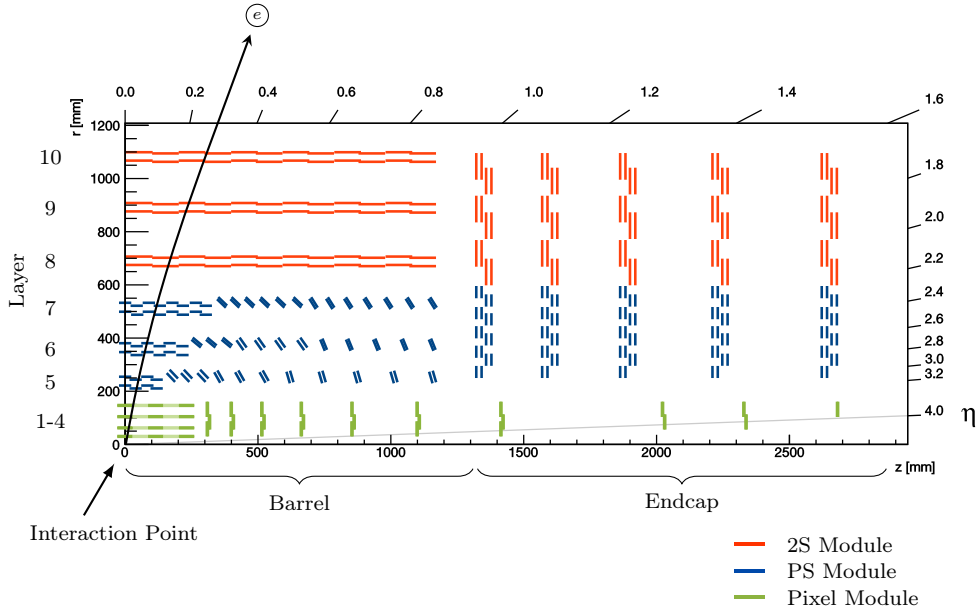 e
0.0 0.2 0.4 0.6 0.8 1.0 1.2 1.4 1.6
r [mm]
1200
10
1000
1.8
9
800
2.0
8
2.2
Layer
600
7
2.4
2.6
400
6
2.8
3.0
5
200
3.2
1-4
4.0
η
0
0 500 1000 1500 2000 2500
z [mm]
Barrel
Endcap
Interaction Point
2S Module
PS Module
Pixel Module